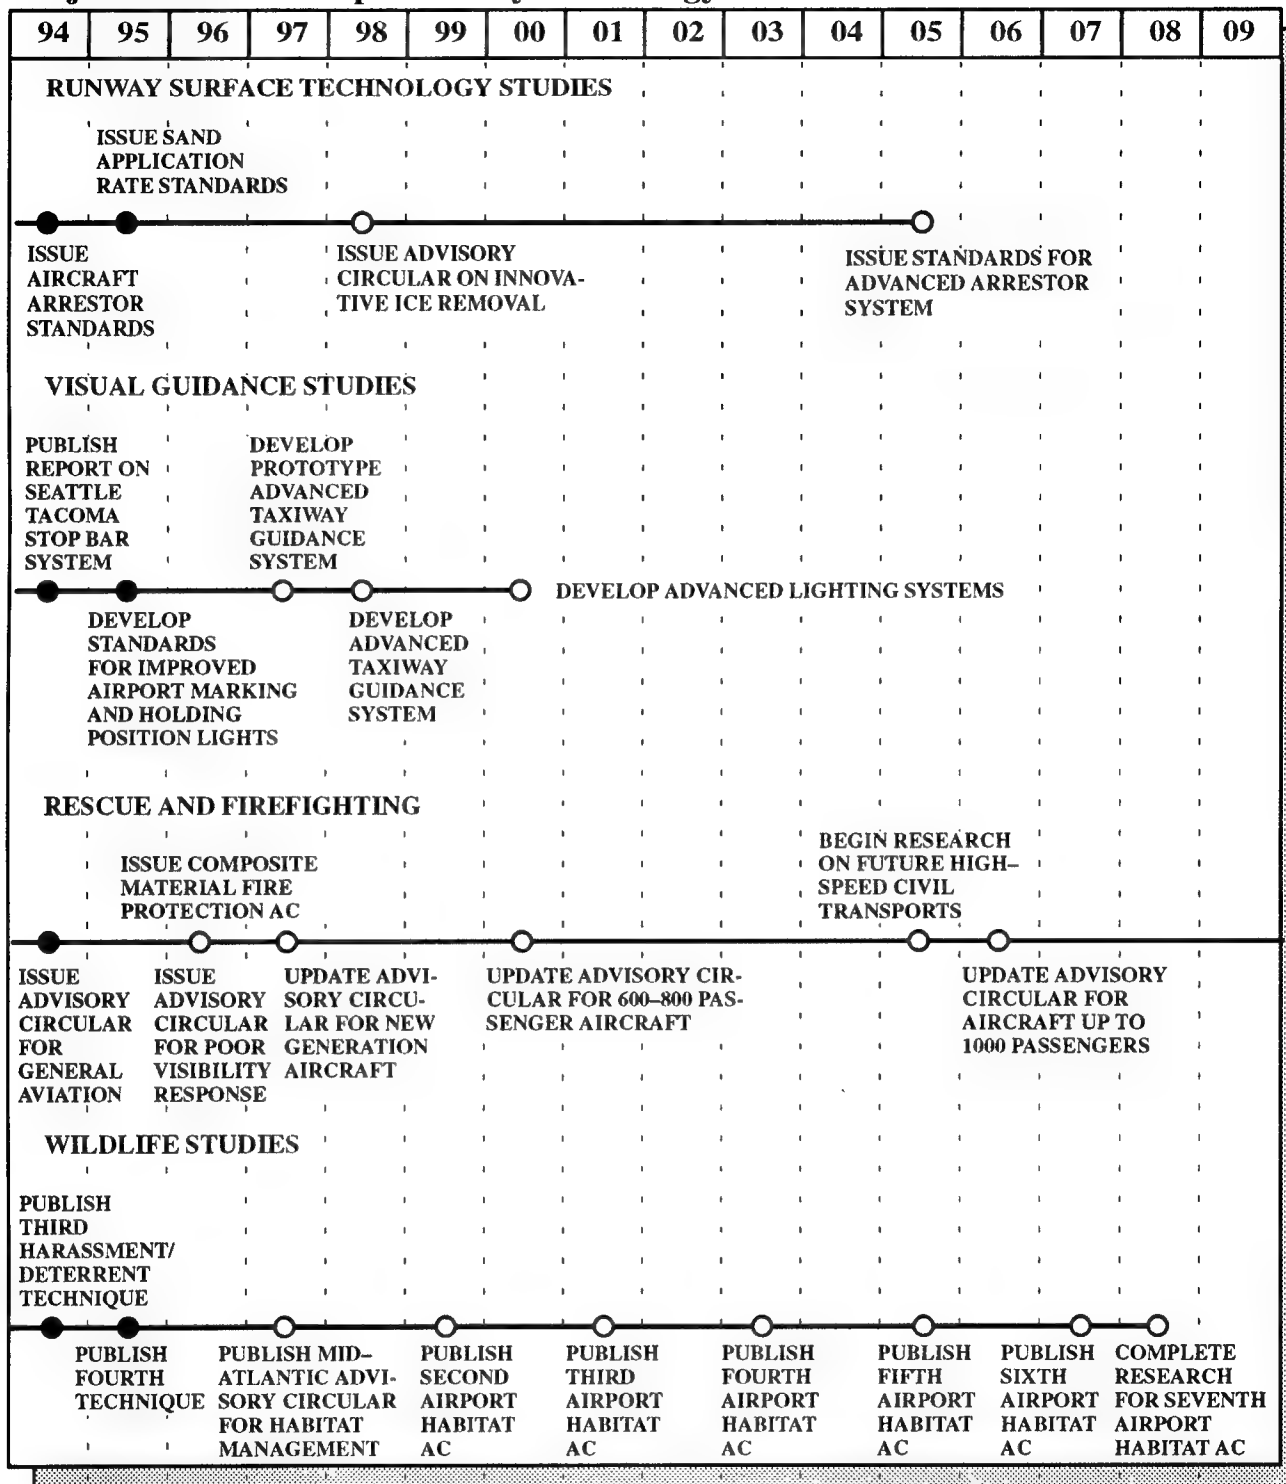 94 95 96 97 98 99 00 01 02 03 04 05 06 07 08 09
RUNWAY SURFACE TECHNOLOGY STUDIES
ISSUE SAND
APPLICATION
RATE STANDARDS
ISSUE
AIRCRAFT
ARRESTOR
STANDARDS
ISSUE ADVISORY
CIRCULAR ON INNOVA-
TIVE ICE REMOVAL
ISSUE STANDARDS FOR
ADVANCED ARRESTOR
SYSTEM
VISUAL GUIDANCE STUDIES
PUBLISH
REPORT ON
SEATTLE
TACOMA
STOP BAR
SYSTEM
DEVELOP
PROTOTYPE
ADVANCED
TAXIWAY
GUIDANCE
SYSTEM
DEVELOP ADVANCED LIGHTING SYSTEMS
DEVELOP
STANDARDS
FOR IMPROVED
AIRPORT MARKING
AND HOLDING
POSITION LIGHTS
DEVELOP
ADVANCED
TAXIWAY
GUIDANCE
SYSTEM
RESCUE AND FIREFIGHTING
ISSUE COMPOSITE
MATERIAL FIRE
PROTECTION AC
BEGIN RESEARCH
ON FUTURE HIGH–
SPEED CIVIL
TRANSPORTS
ISSUE
ADVISORY
CIRCULAR
FOR
GENERAL
AVIATION
ISSUE
ADVISORY
CIRCULAR
FOR POOR
VISIBILITY
RESPONSE
UPDATE ADVI-
SORY CIRCU-
LAR FOR NEW
GENERATION
AIRCRAFT
UPDATE ADVISORY CIR-
CULAR FOR 600–800 PAS-
SENGER AIRCRAFT
UPDATE ADVISORY
CIRCULAR FOR
AIRCRAFT UP TO
1000 PASSENGERS
WILDLIFE STUDIES
PUBLISH
THIRD
HARASSMENT/
DETERRENT
TECHNIQUE
PUBLISH
FOURTH
TECHNIQUE
PUBLISH MID–
ATLANTIC ADVI-
SORY CIRCULAR
FOR HABITAT
MANAGEMENT
PUBLISH
SECOND
AIRPORT
HABITAT
AC
PUBLISH
THIRD
AIRPORT
HABITAT
AC
PUBLISH
FOURTH
AIRPORT
HABITAT
AC
PUBLISH
FIFTH
AIRPORT
HABITAT
AC
PUBLISH
SIXTH
AIRPORT
HABITAT
AC
COMPLETE
RESEARCH
FOR SEVENTH
AIRPORT
HABITAT AC